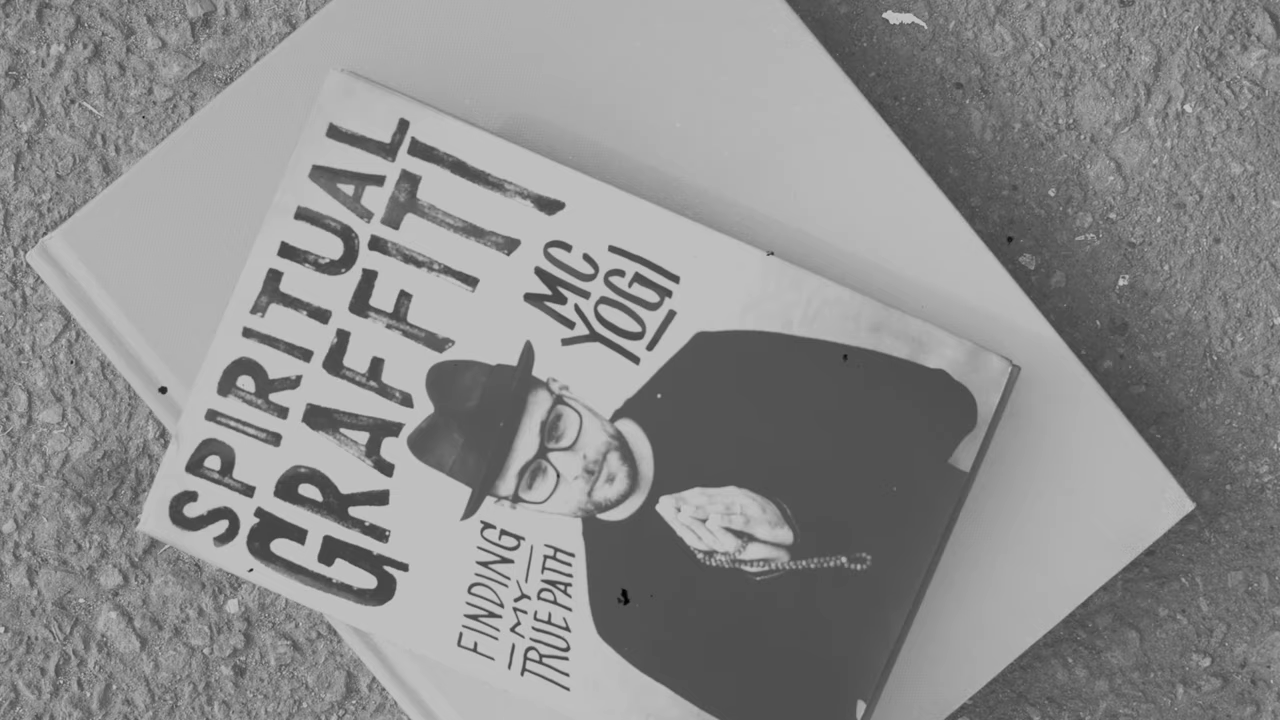 SPIRITUAL
GRAFFITI
MC
YOGI
FINDING
MY
TRUE PATH